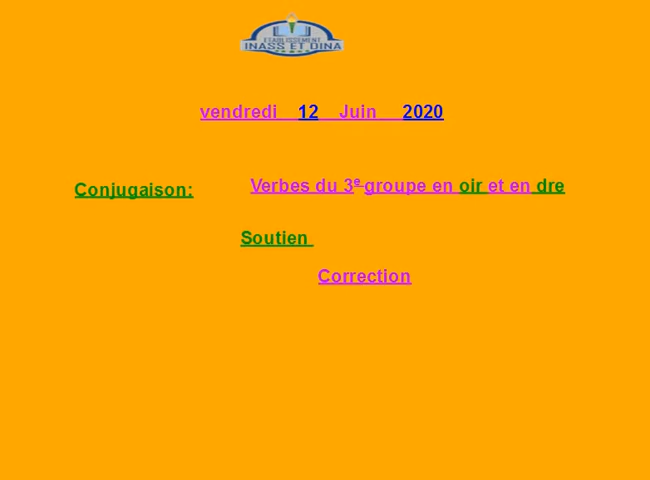 ETABLISSEMENT
INASS ET DINA
vendredi 12 Juin 2020
Conjugaison: Verbes du 3e groupe en oir et en dre
Soutien
Correction